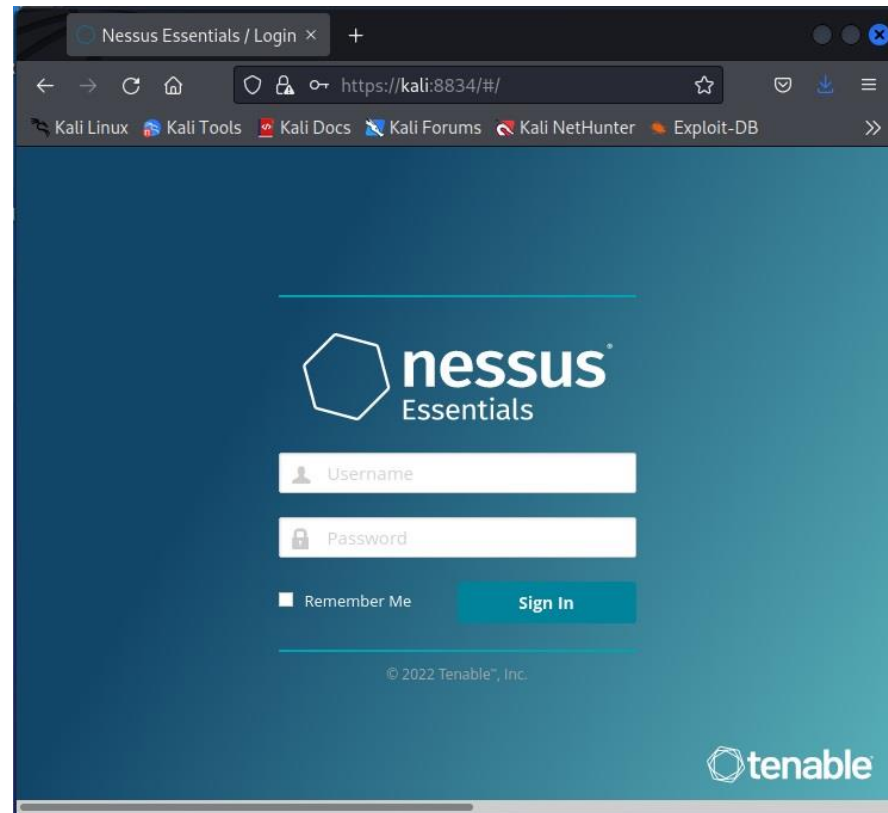 Nessus Essentials / Login × +
https://kali:8834/#/
Kali Linux Kali Tools Kali Docs Kali Forums Kali NetHunter Exploit-DB »
nessus®
Essentials
Username
Password
Remember Me Sign In
© 2022 Tenable™, Inc.
tenable